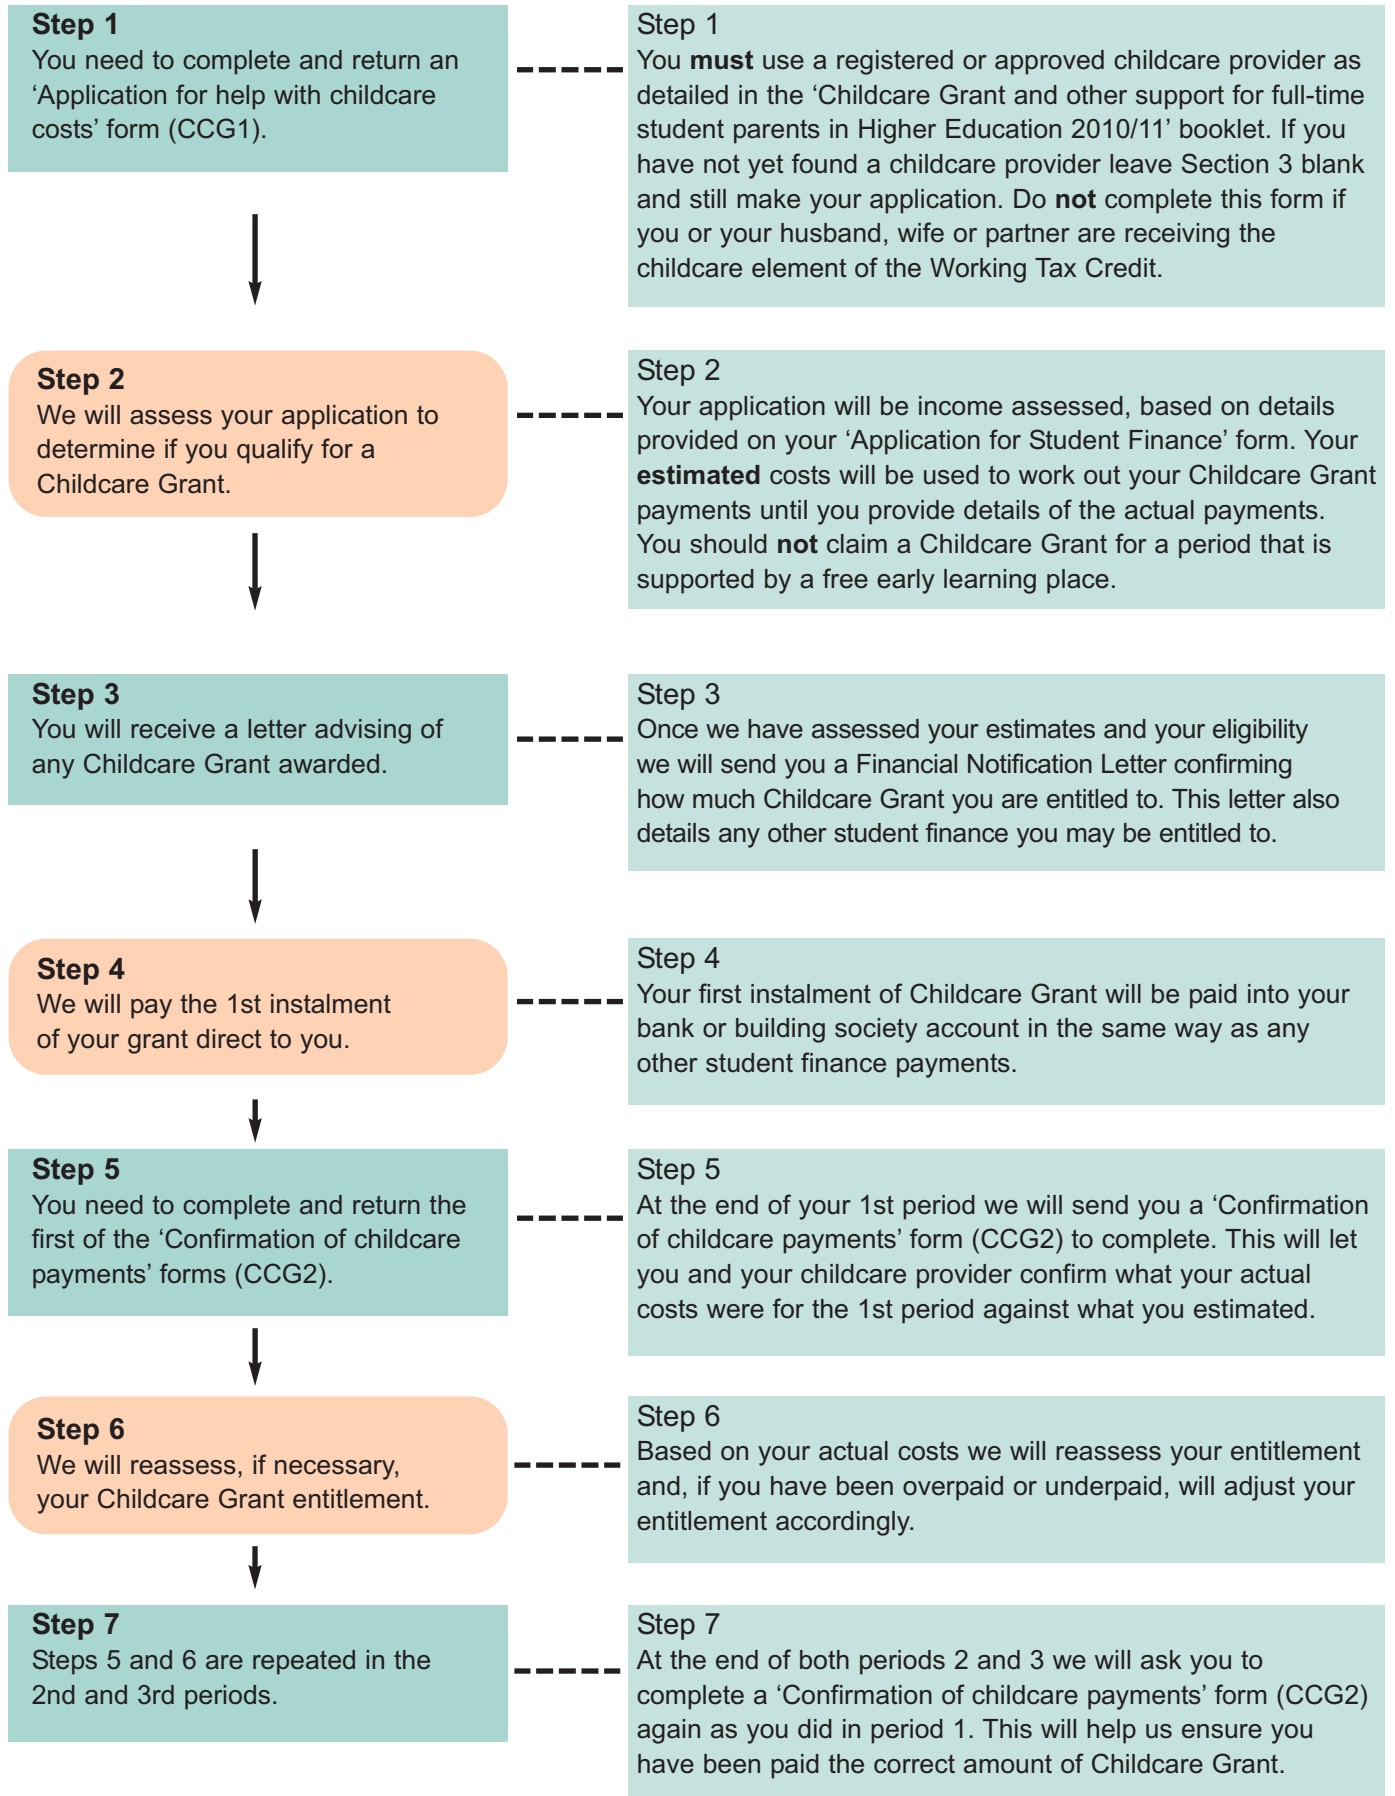 Step 1
You need to complete and return an
‘Application for help with childcare
costs’ form (CCG1).
Step 1
You must use a registered or approved childcare provider as
detailed in the ‘Childcare Grant and other support for full-time
student parents in Higher Education 2010/11’ booklet. If you
have not yet found a childcare provider leave Section 3 blank
and still make your application. Do not complete this form if
you or your husband, wife or partner are receiving the
childcare element of the Working Tax Credit.
Step 2
We will assess your application to
determine if you qualify for a
Childcare Grant.
Step 2
Your application will be income assessed, based on details
provided on your ‘Application for Student Finance’ form. Your
estimated costs will be used to work out your Childcare Grant
payments until you provide details of the actual payments.
You should not claim a Childcare Grant for a period that is
supported by a free early learning place.
Step 3
You will receive a letter advising of
any Childcare Grant awarded.
Step 3
Once we have assessed your estimates and your eligibility
we will send you a Financial Notification Letter confirming
how much Childcare Grant you are entitled to. This letter also
details any other student finance you may be entitled to.
Step 4
We will pay the 1st instalment
of your grant direct to you.
Step 4
Your first instalment of Childcare Grant will be paid into your
bank or building society account in the same way as any
other student finance payments.
Step 5
You need to complete and return the
first of the ‘Confirmation of childcare
payments’ forms (CCG2).
Step 5
At the end of your 1st period we will send you a ‘Confirmation
of childcare payments’ form (CCG2) to complete. This will let
you and your childcare provider confirm what your actual
costs were for the 1st period against what you estimated.
Step 6
We will reassess, if necessary,
your Childcare Grant entitlement.
Step 6
Based on your actual costs we will reassess your entitlement
and, if you have been overpaid or underpaid, will adjust your
entitlement accordingly.
Step 7
Steps 5 and 6 are repeated in the
2nd and 3rd periods.
Step 7
At the end of both periods 2 and 3 we will ask you to
complete a ‘Confirmation of childcare payments’ form (CCG2)
again as you did in period 1. This will help us ensure you
have been paid the correct amount of Childcare Grant.